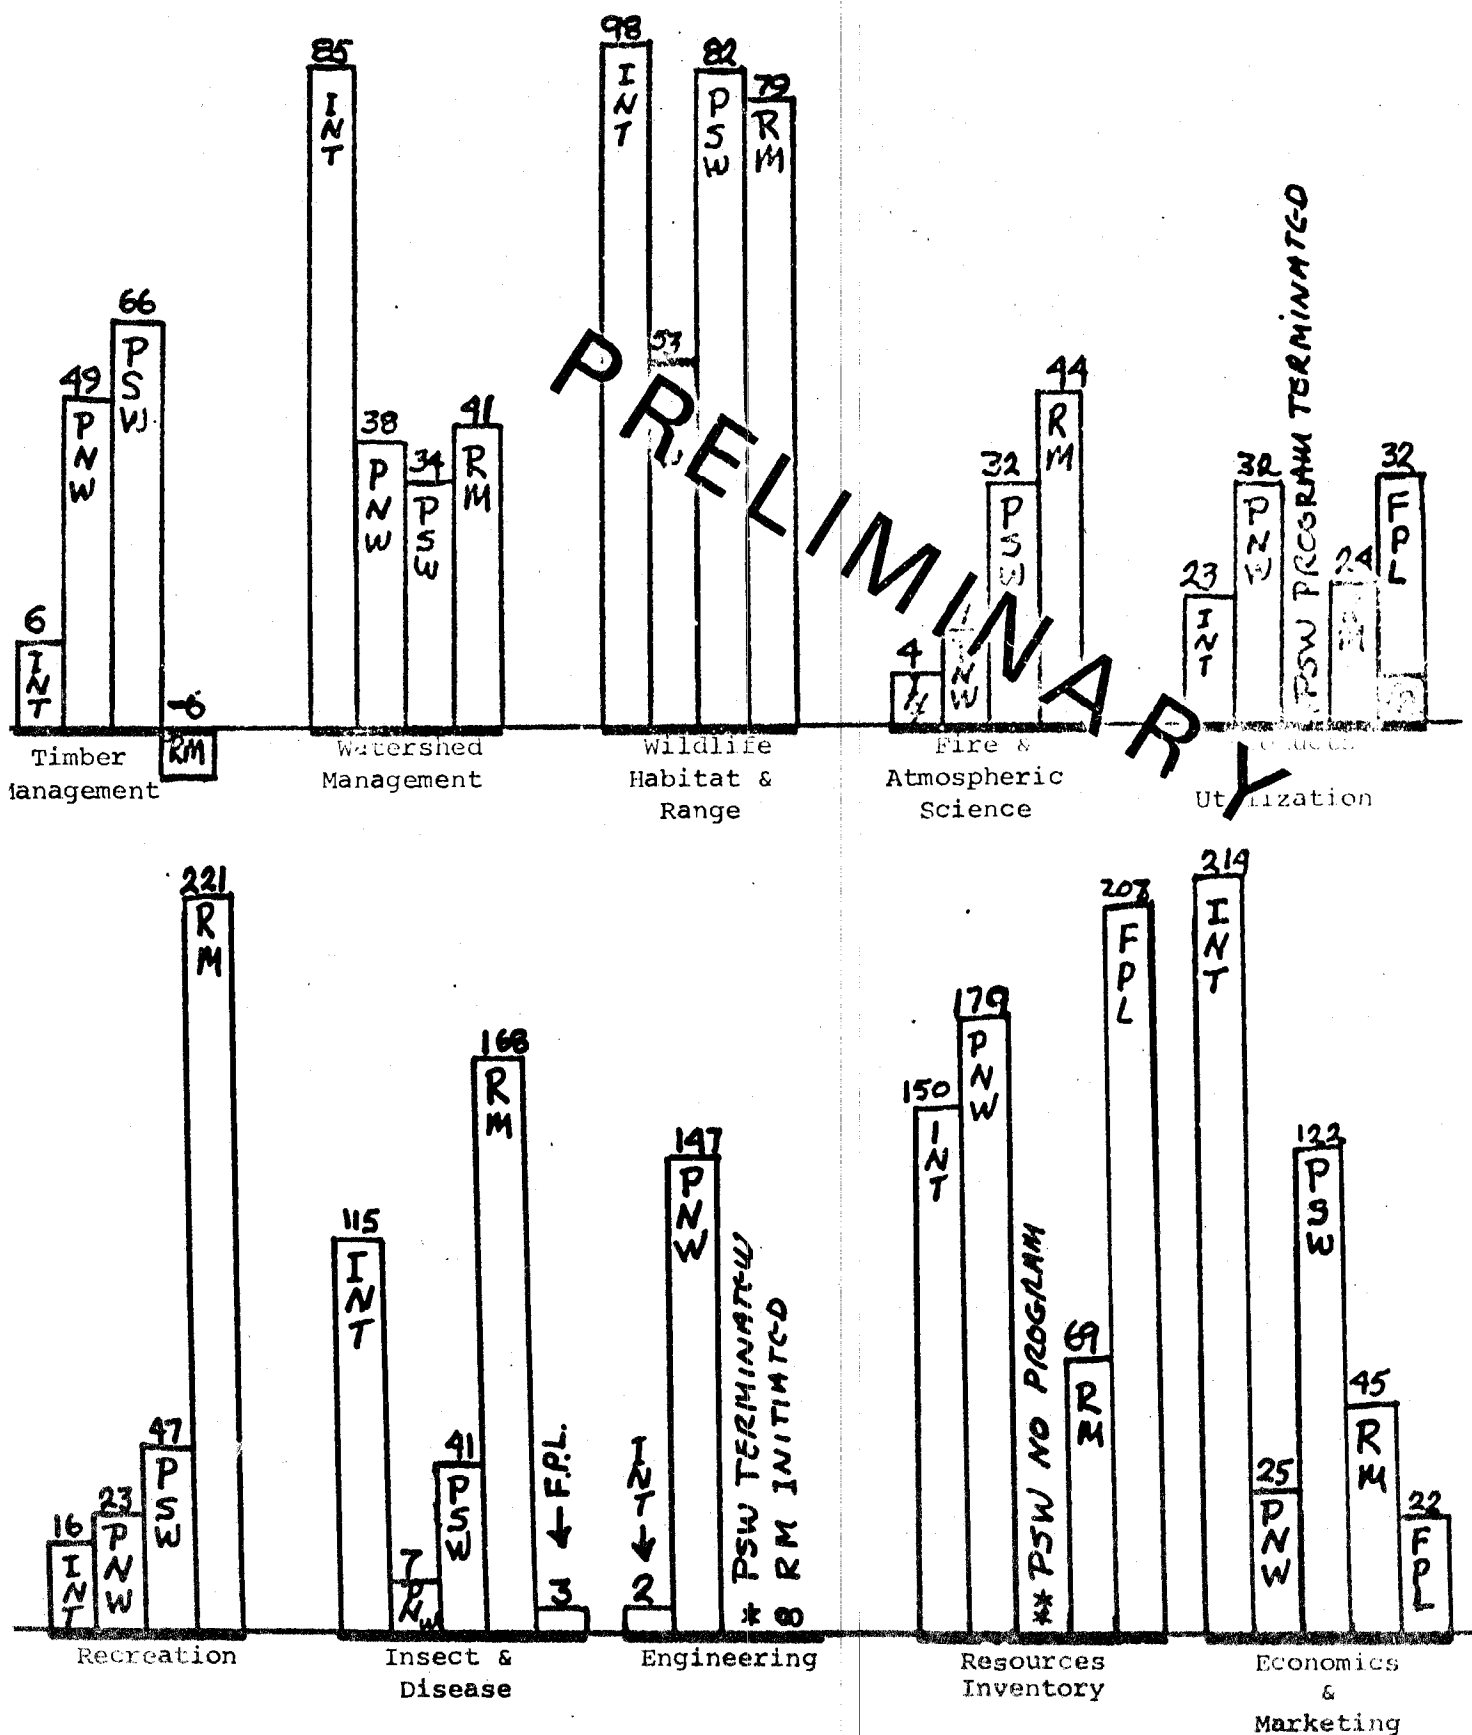 98
85
82
79
INT
INT
PSW
RM
PSW PROGRAM TERMINATED
66
PSW
53
49
PNW
44
RM
41
RM
38
PNW
34
PSW
32
PSW
32
PNW
32
FPL
24
23
INT
6
INT
4
-6
RM
PRELIMINARY
Timber
Management
Watershed
Management
Wildlife
Habitat &
Range
Fire &
Atmospheric
Science
Utilization
221
RM
214
INT
208
FPL
179
PNW
168
RM
150
INT
147
PNW
122
PSW
115
INT
* PSW TERMINATED
⊗ RM INITIATED
** PSW NO PROGRAM
69
RM
47
PSW
45
RM
41
PSW
F.P.L.
3
INT
2
25
PNW
23
PNW
22
FPL
16
INT
7
PNW
Recreation
Insect &
Disease
Engineering
Resources
Inventory
Economics
&
Marketing